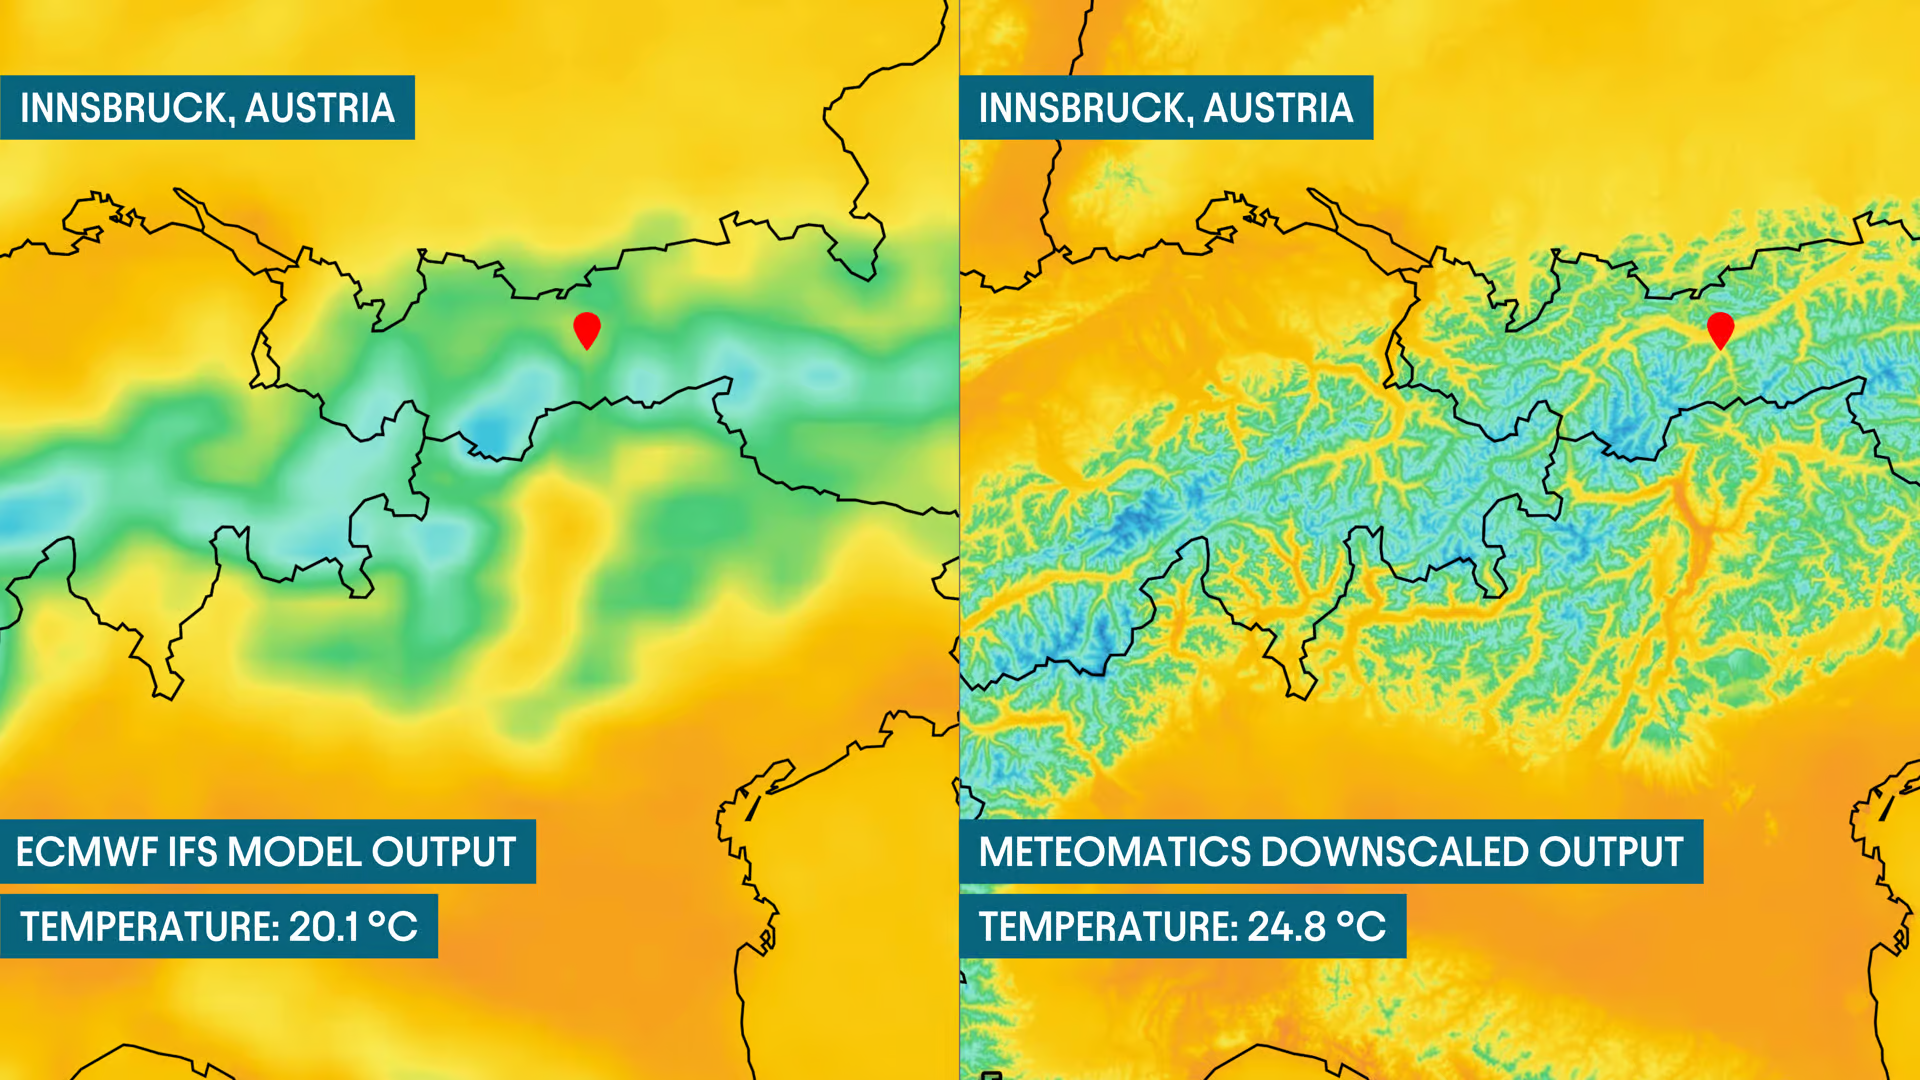 INNSBRUCK, AUSTRIA
ECMWF IFS MODEL OUTPUT
TEMPERATURE: 20.1 °C
INNSBRUCK, AUSTRIA
METEOMATICS DOWNSCALED OUTPUT
TEMPERATURE: 24.8 °C